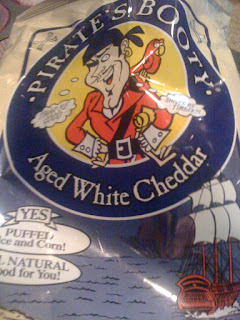 PIRATE'S BOOTY
Aged White Cheddar
YES
PUFFED
ice and Corn!
L NATURAL
ood for You!